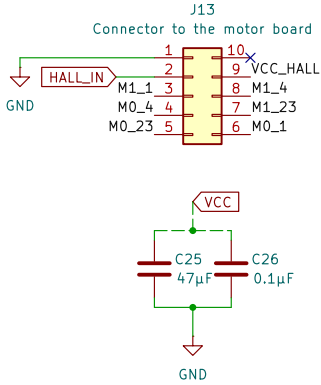 J13
Connector to the motor board
1 10
GND
HALL_IN 2 9 VCC_HALL
M1_1 3 8 M1_4
M0_4 4 7 M1_23
M0_23 5 6 M0_1
VCC
C25 C26
47µF 0.1µF
GND